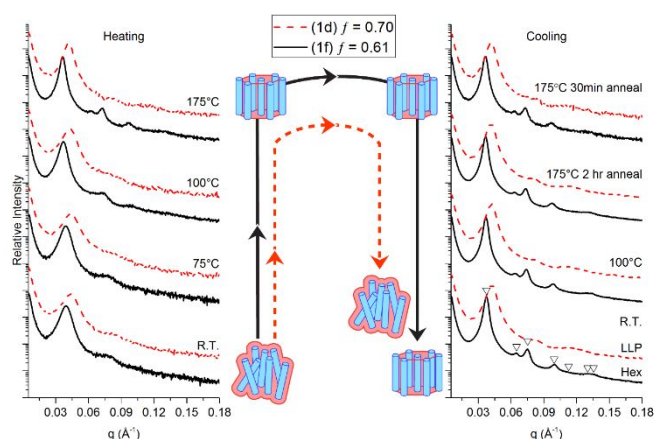 (1d) f = 0.70
(1f) f = 0.61
Heating
Relative Intensity
175°C
100°C
75°C
R.T.
0.03 0.06 0.09 0.12 0.15 0.18
q (Å⁻¹)
Cooling
175°C 30min anneal
175°C 2 hr anneal
100°C
R.T.
LLP
Hex
0.03 0.06 0.09 0.12 0.15 0.18
q (Å⁻¹)